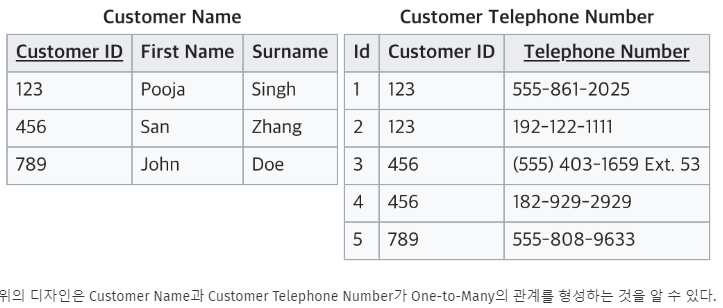 Customer Name
Customer ID First Name Surname
123 Pooja Singh
456 San Zhang
789 John Doe
Customer Telephone Number
Id Customer ID Telephone Number
1 123 555-861-2025
2 123 192-122-1111
3 456 (555) 403-1659 Ext. 53
4 456 182-929-2929
5 789 555-808-9633
위의 디자인은 Customer Name과 Customer Telephone Number가 One-to-Many의 관계를 형성하는 것을 알 수 있다.